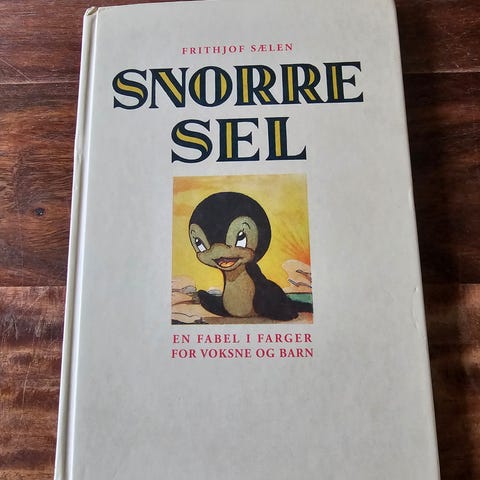 FRITHJOF SÆLEN
SNORRE
SEL
EN FABEL I FARGER
FOR VOKSNE OG BARN